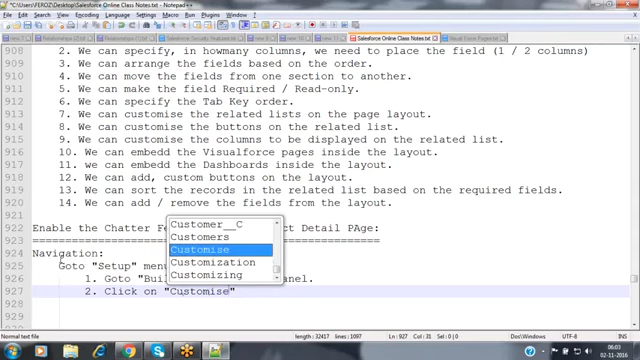 *C:\Users\FEROZ\Desktop\Salesforce Online Class Notes.txt - Notepad++
File Edit Search View Encoding Language Settings Macro Run Plugins Window ?
Salesforce Online Class Notes.txt
908 2. We can specify, in howmany columns, we need to place the field (1 / 2 columns)
909 3. We can arrange the fields based on the order.
910 4. We can move the fields from one section to another.
911 5. We can make the field Required / Read-only.
912 6. We can specify the Tab Key order.
913 7. We can customise the related lists on the page layout.
914 8. We can customise the buttons on the related list.
915 9. We can customise the columns to be displayed on the related list.
916 10. We can embedd the Visualforce pages inside the layout.
917 11. We can embedd the Dashboards inside the layout.
918 12. We can add, custom buttons on the layout.
919 13. We can sort the records in the related list based on the required fields.
920 14. We can add / remove the fields from the layout.
921
922 Enable the Chatter Fe ct Detail PAge:
923 ==================================================
924 Navigation:
925 Goto "Setup" menu
926 1. Goto "Buil anel.
927 2. Click on "Customise"
928
929
Customer__C
Customers
Customise
Customization
Customizing
Normal text file length : 32417 lines : 1097 Ln : 927 Col : 31 Sel : 0 | 0 Dos\Windows UTF-8 INS
06:03
02-11-2016